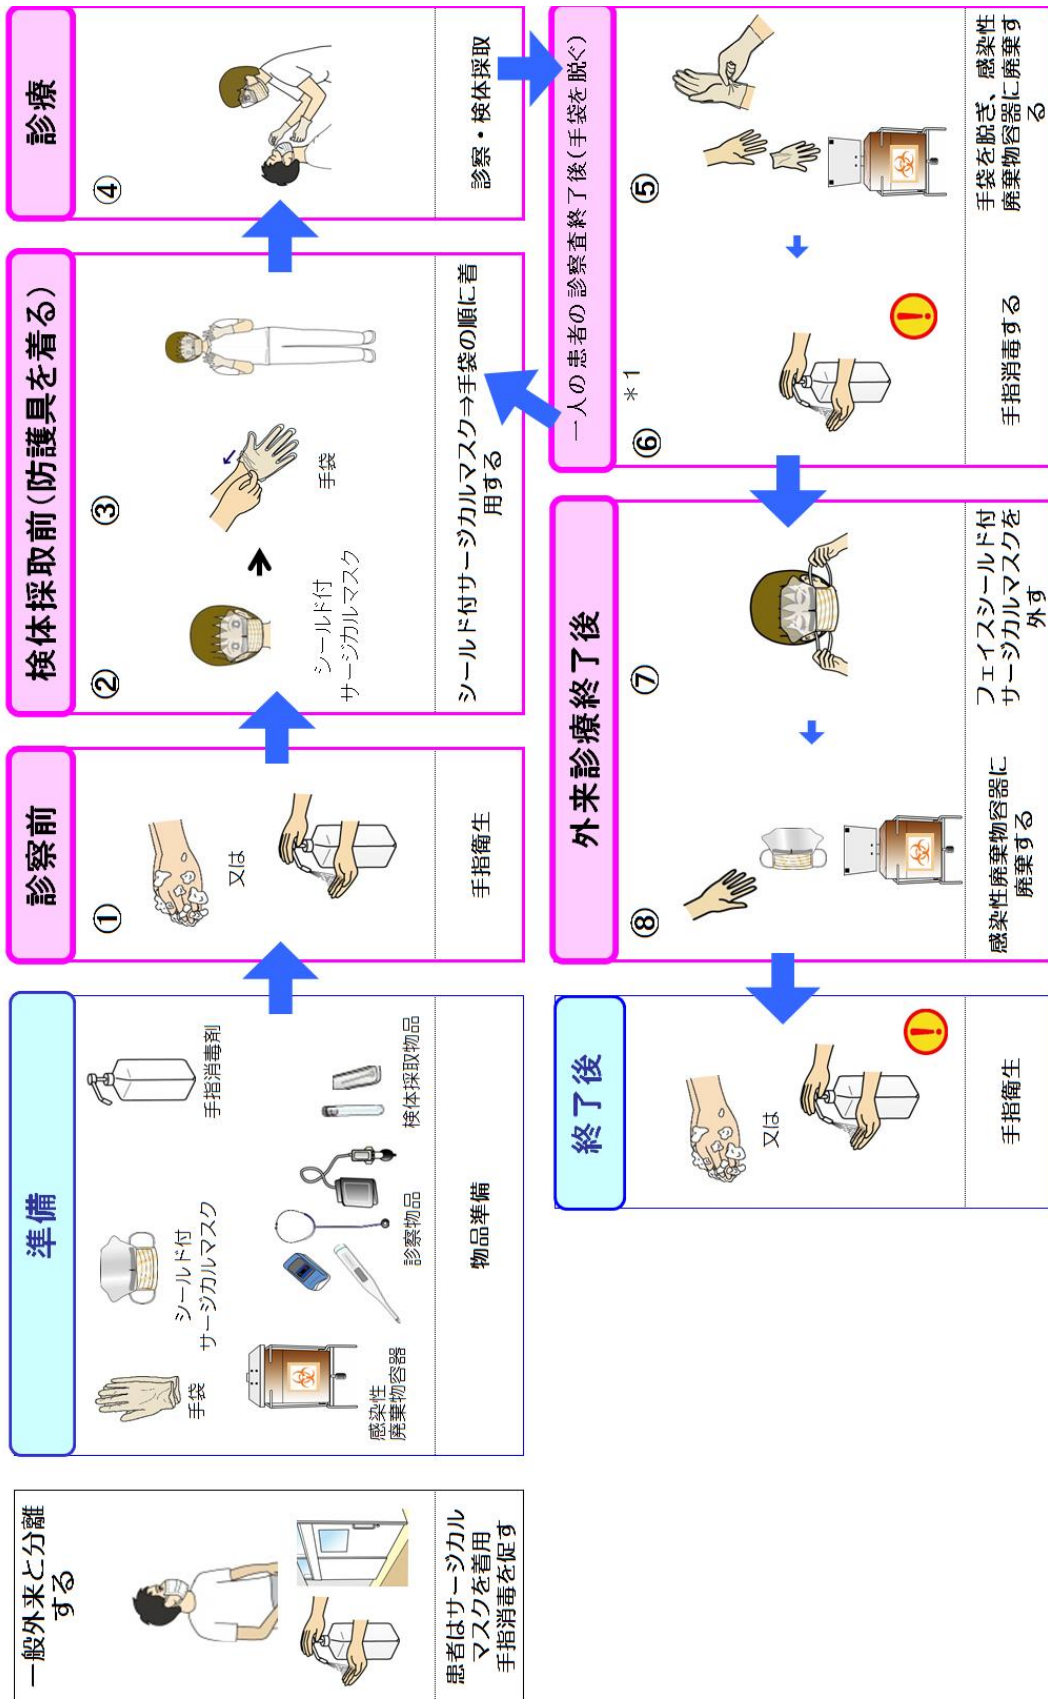 一般外来と分離
する
患者はサージカル
マスクを着用
手指消毒を促す
準備
手袋
シールド付
サージカルマスク
手指消毒剤
感染性
廃棄物容器
診察物品
検体採取物品
物品準備
診察前
①
又は
手指衛生
検体採取前(防護具を着る)
②
シールド付
サージカルマスク
③
手袋
シールド付サージカルマスク⇒手袋の順に着
用する
診療
④
診察・検体採取
一人の患者の診察査終了後(手袋を脱ぐ)
⑤
手袋を脱ぎ、感染性
廃棄物容器に廃棄す
る
⑥
*1
手指消毒する
外来診療終了後
⑦
フェイスシールド付
サージカルマスクを
外す
⑧
感染性廃棄物容器に
廃棄する
終了後
又は
手指衛生